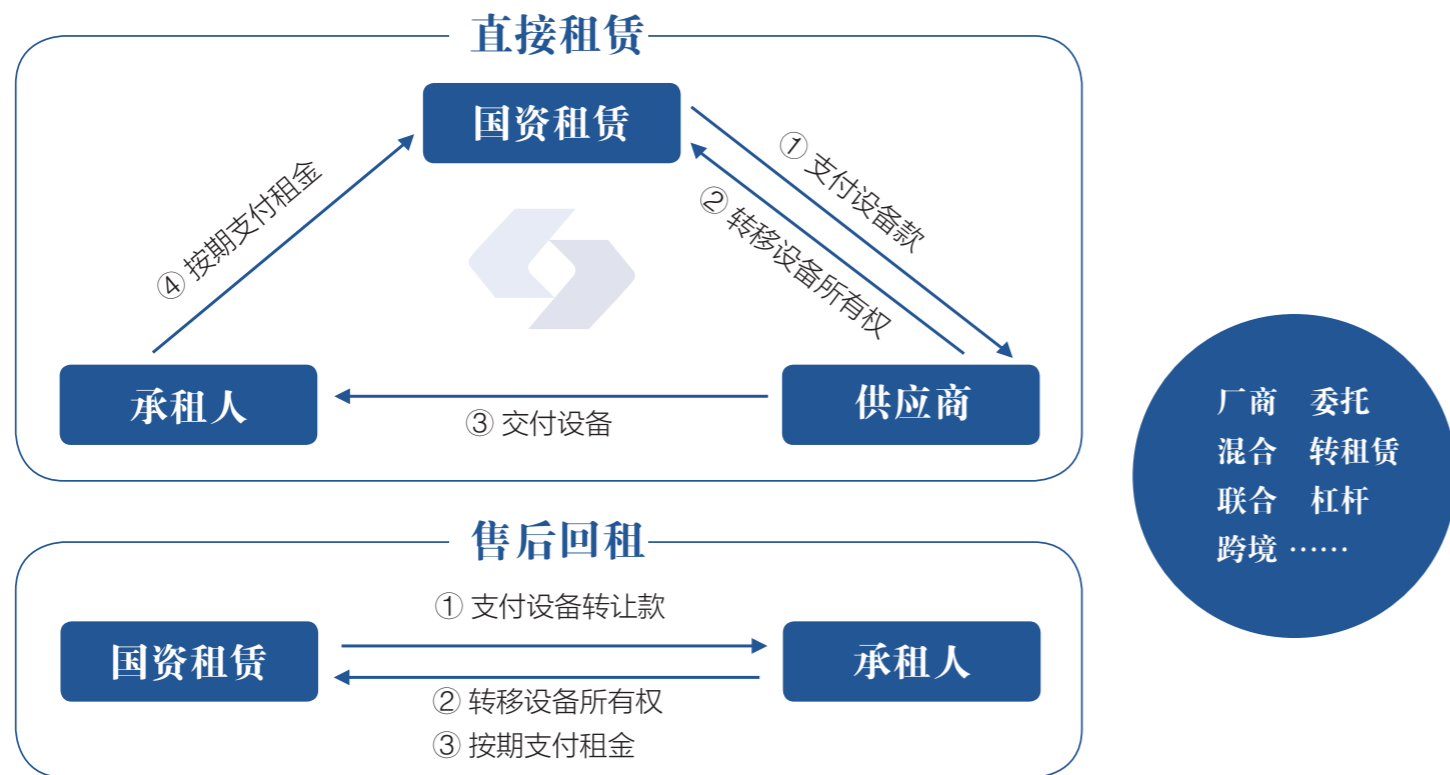 直接租赁
国资租赁
① 支付设备款
② 转移设备所有权
④ 按期支付租金
承租人
③ 交付设备
供应商
售后回租
国资租赁
① 支付设备转让款
② 转移设备所有权
③ 按期支付租金
承租人
厂商 委托
混合 转租赁
联合 杠杆
跨境 ……